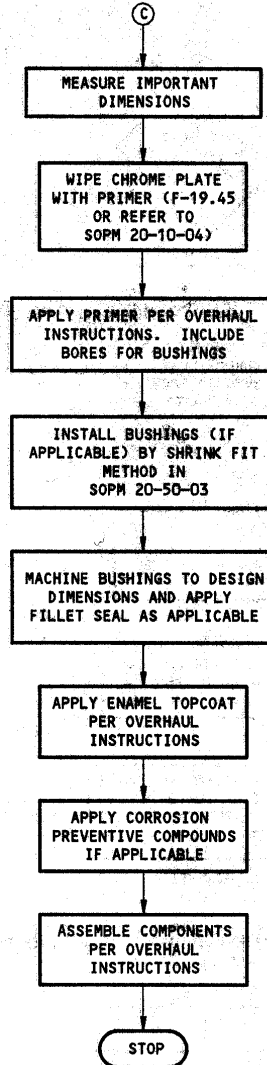 C
MEASURE IMPORTANT
DIMENSIONS
WIPE CHROME PLATE
WITH PRIMER (F-19.45
OR REFER TO
SOPM 20-10-04)
APPLY PRIMER PER OVERHAUL
INSTRUCTIONS. INCLUDE
BORES FOR BUSHINGS
INSTALL BUSHINGS (IF
APPLICABLE) BY SHRINK FIT
METHOD IN
SOPM 20-50-03
MACHINE BUSHINGS TO DESIGN
DIMENSIONS AND APPLY
FILLET SEAL AS APPLICABLE
APPLY ENAMEL TOPCOAT
PER OVERHAUL
INSTRUCTIONS
APPLY CORROSION
PREVENTIVE COMPOUNDS
IF APPLICABLE
ASSEMBLE COMPONENTS
PER OVERHAUL
INSTRUCTIONS
STOP